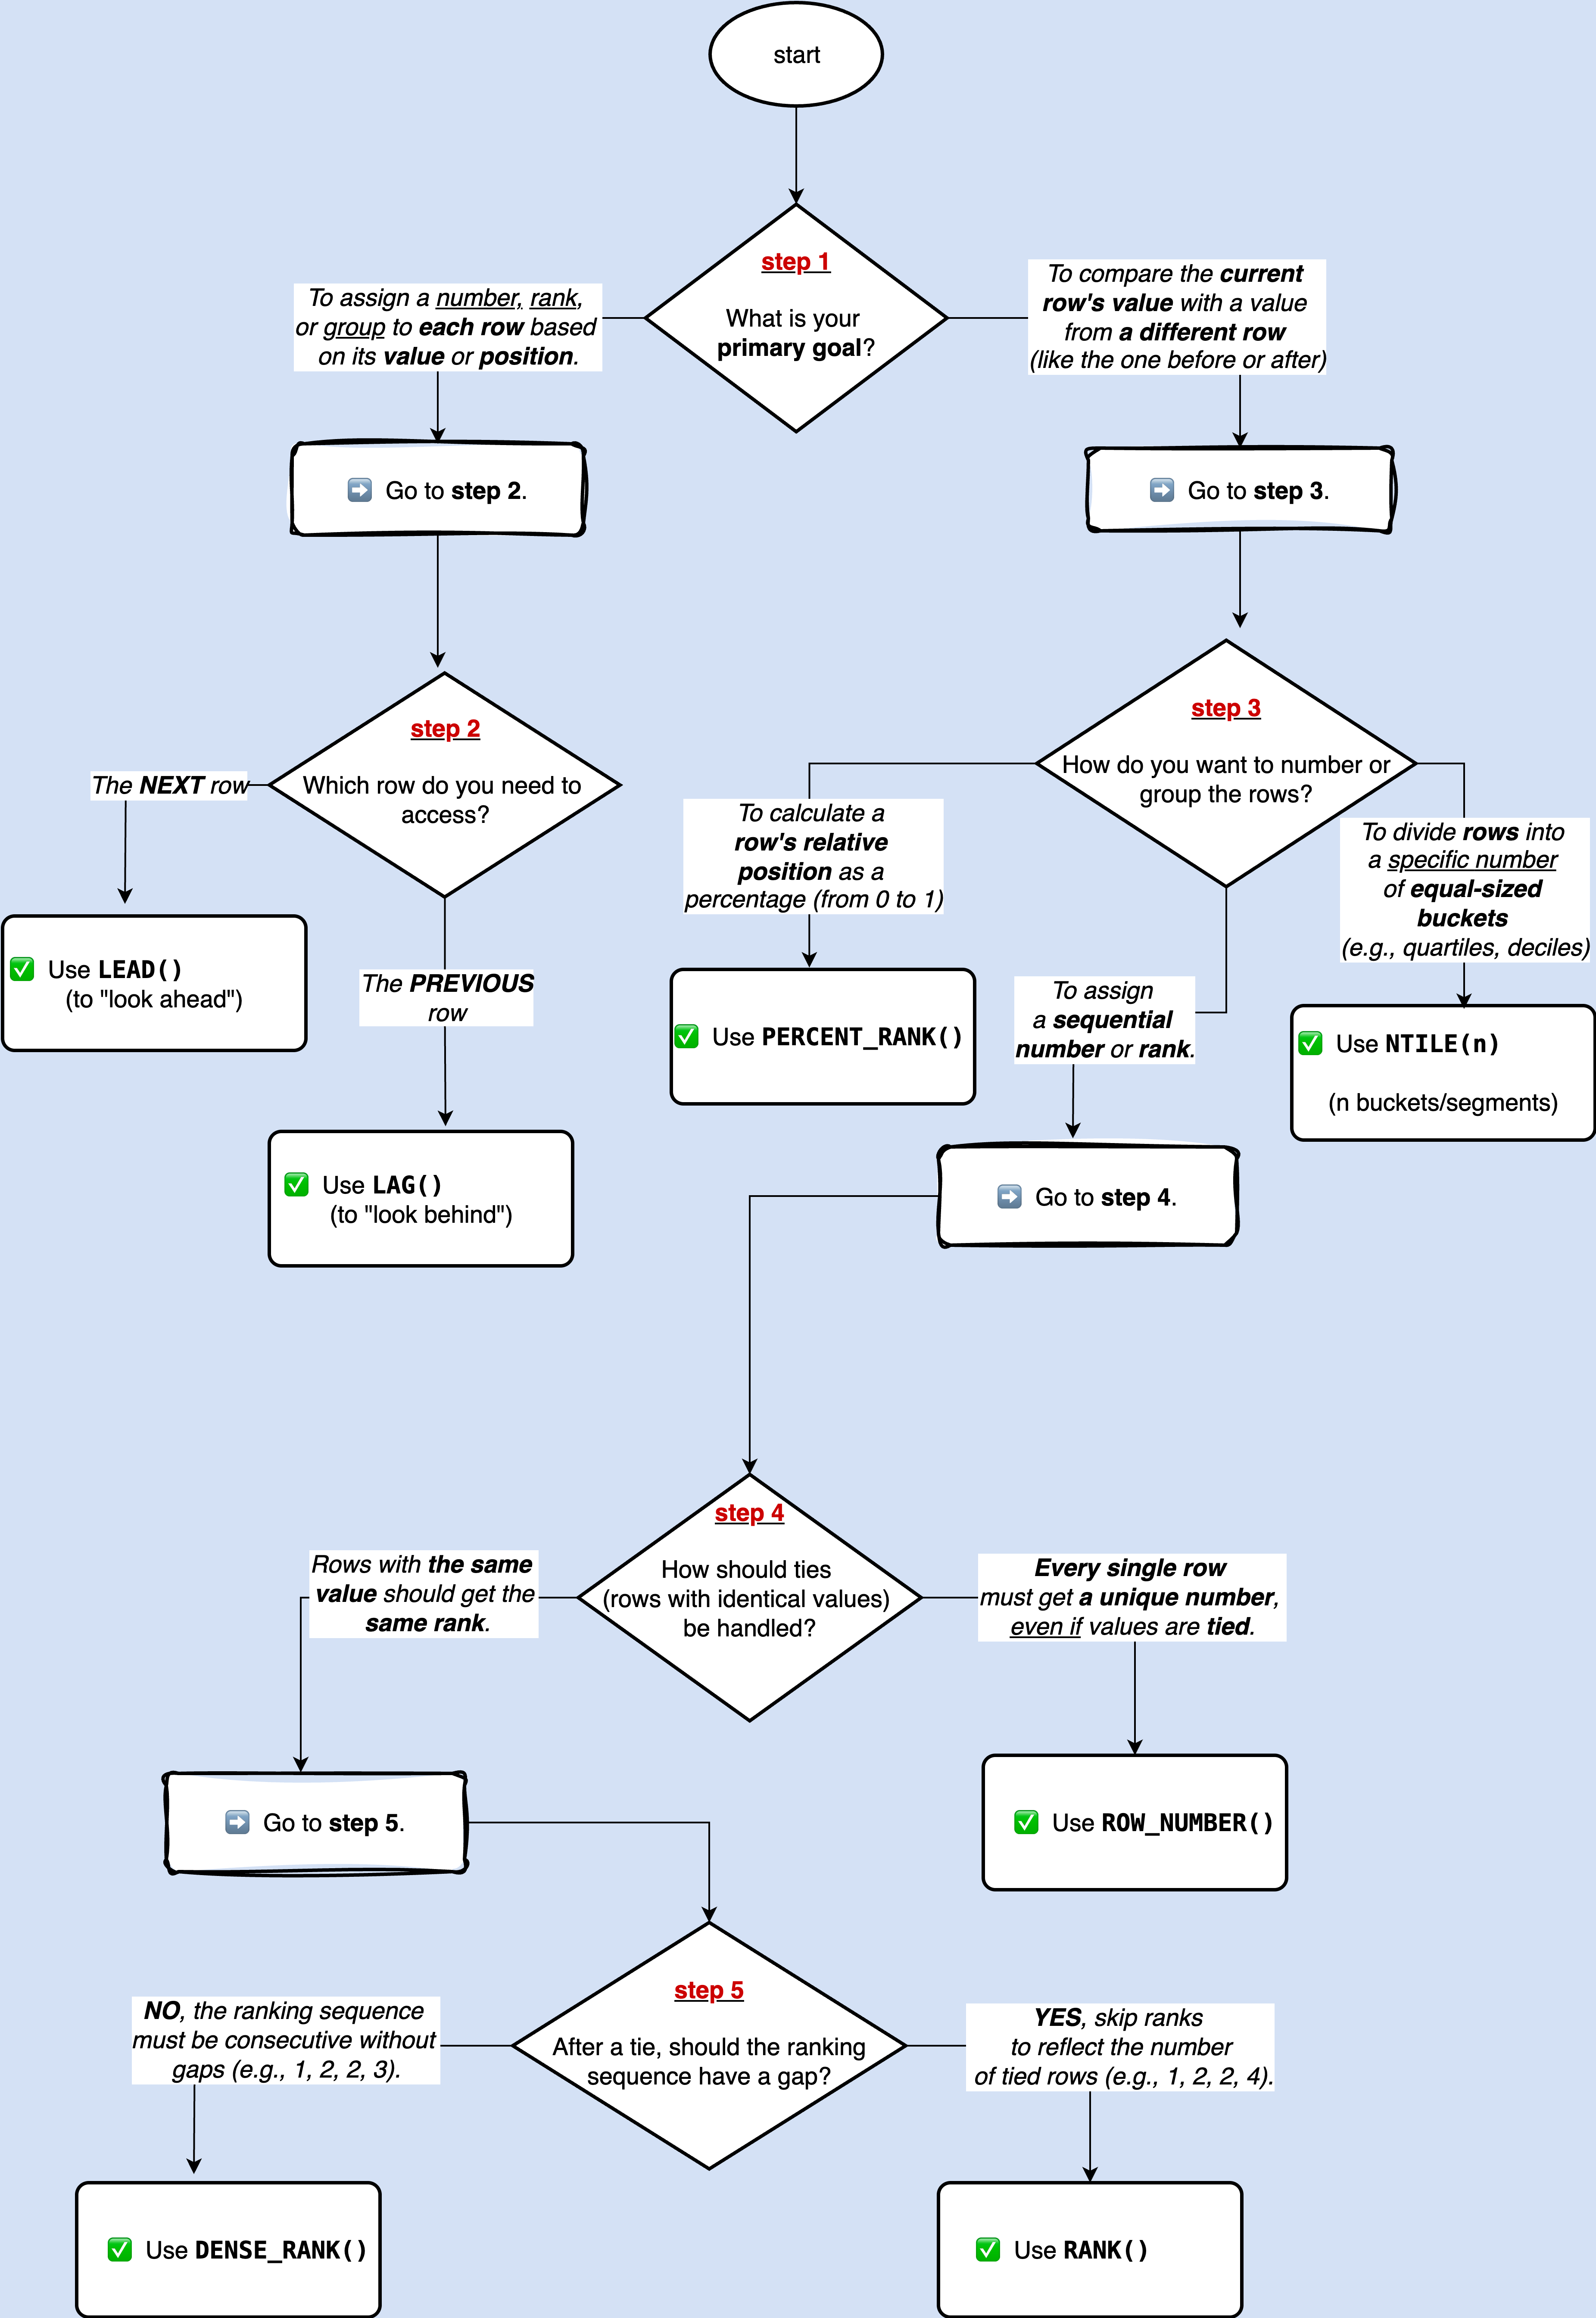 start
step 1
What is your
primary goal?
To assign a number, rank,
or group to each row based
on its value or position.
To compare the current
row's value with a value
from a different row
(like the one before or after)
➡️ Go to step 2.
➡️ Go to step 3.
step 2
Which row do you need to
access?
The NEXT row
✅ Use LEAD()
(to "look ahead")
The PREVIOUS
row
✅ Use LAG()
(to "look behind")
step 3
How do you want to number or
group the rows?
To calculate a
row's relative
position as a
percentage (from 0 to 1)
✅ Use PERCENT_RANK()
To assign
a sequential
number or rank.
To divide rows into
a specific number
of equal-sized
buckets
(e.g., quartiles, deciles)
✅ Use NTILE(n)
(n buckets/segments)
➡️ Go to step 4.
step 4
How should ties
(rows with identical values)
be handled?
Rows with the same
value should get the
same rank.
Every single row
must get a unique number,
even if values are tied.
➡️ Go to step 5.
✅ Use ROW_NUMBER()
step 5
After a tie, should the ranking
sequence have a gap?
NO, the ranking sequence
must be consecutive without
gaps (e.g., 1, 2, 2, 3).
YES, skip ranks
to reflect the number
of tied rows (e.g., 1, 2, 2, 4).
✅ Use DENSE_RANK()
✅ Use RANK()